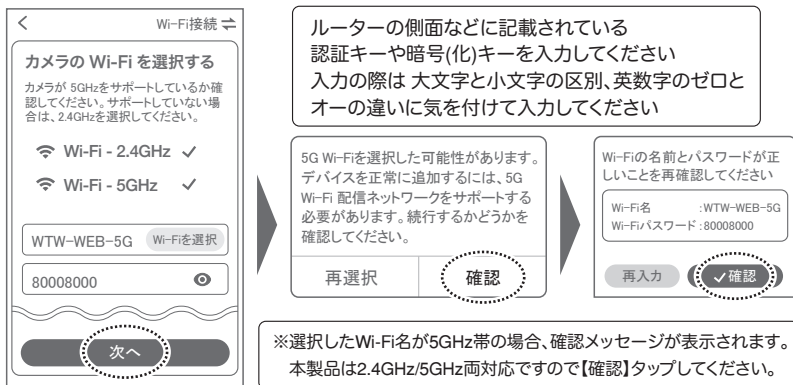 Wi-Fi接続
カメラの Wi-Fi を選択する
カメラが 5GHzをサポートしているか確
認してください。サポートしていない場
合は、2.4GHzを選択してください。
Wi-Fi - 2.4GHz
Wi-Fi - 5GHz
WTW-WEB-5G Wi-Fiを選択
80008000
次へ
ルーターの側面などに記載されている
認証キーや暗号(化)キーを入力してください
入力の際は 大文字と小文字の区別、英数字のゼロと
オーの違いに気を付けて入力してください
5G Wi-Fiを選択した可能性があります。
デバイスを正常に追加するには、5G
Wi-Fi 配信ネットワークをサポートする
必要があります。続行するかどうかを
確認してください。
再選択 確認
Wi-Fiの名前とパスワードが正
しいことを再確認してください
Wi-Fi名 :WTW-WEB-5G
Wi-Fiパスワード:80008000
再入力 ✓確認
※選択したWi-Fi名が5GHz帯の場合、確認メッセージが表示されます。
本製品は2.4GHz/5GHz両対応ですので【確認】タップしてください。